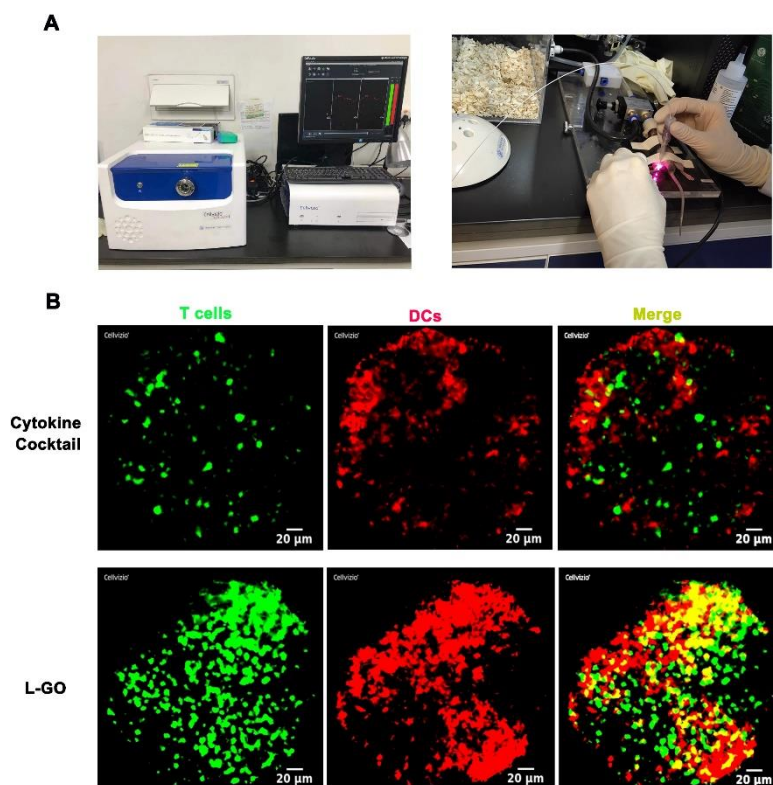 A
Cellvizio
B
T cells DCs Merge
Cellvizio Cellvizio Cellvizio
Cytokine
Cocktail
20 µm 20 µm 20 µm
Cellvizio Cellvizio Cellvizio
L-GO
20 µm 20 µm 20 µm